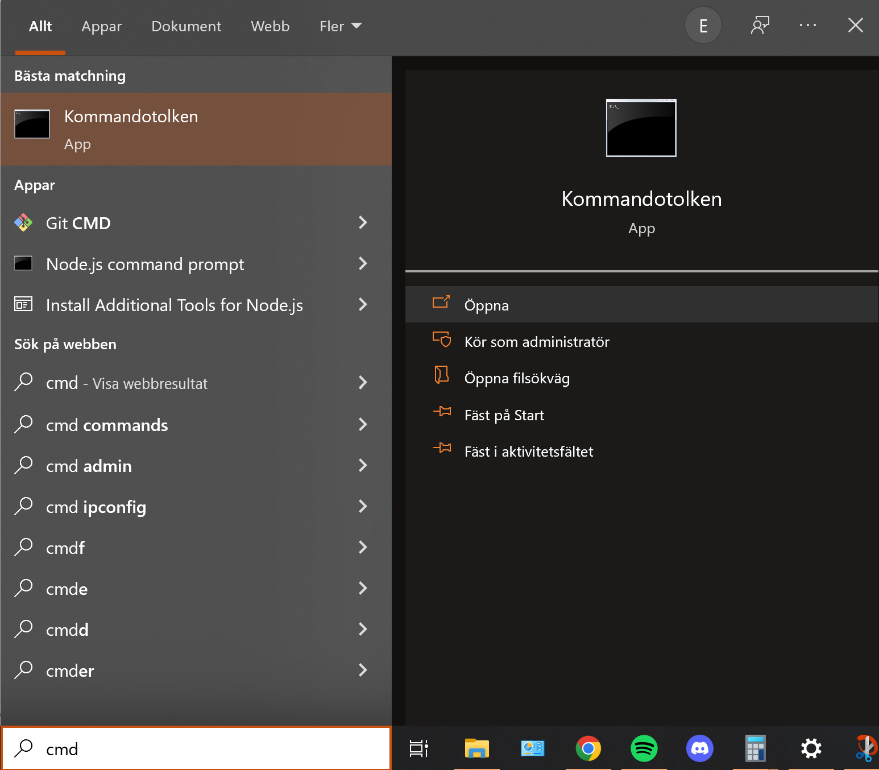 Allt Appar Dokument Webb Fler E
Bästa matchning
Kommandotolken
App
Appar
Git CMD
Node.js command prompt
Install Additional Tools for Node.js
Sök på webben
cmd - Visa webbresultat
cmd commands
cmd admin
cmd ipconfig
cmdf
cmde
cmdd
cmder
cmd
Kommandotolken
App
Öppna
Kör som administratör
Öppna filsökväg
Fäst på Start
Fäst i aktivitetsfältet